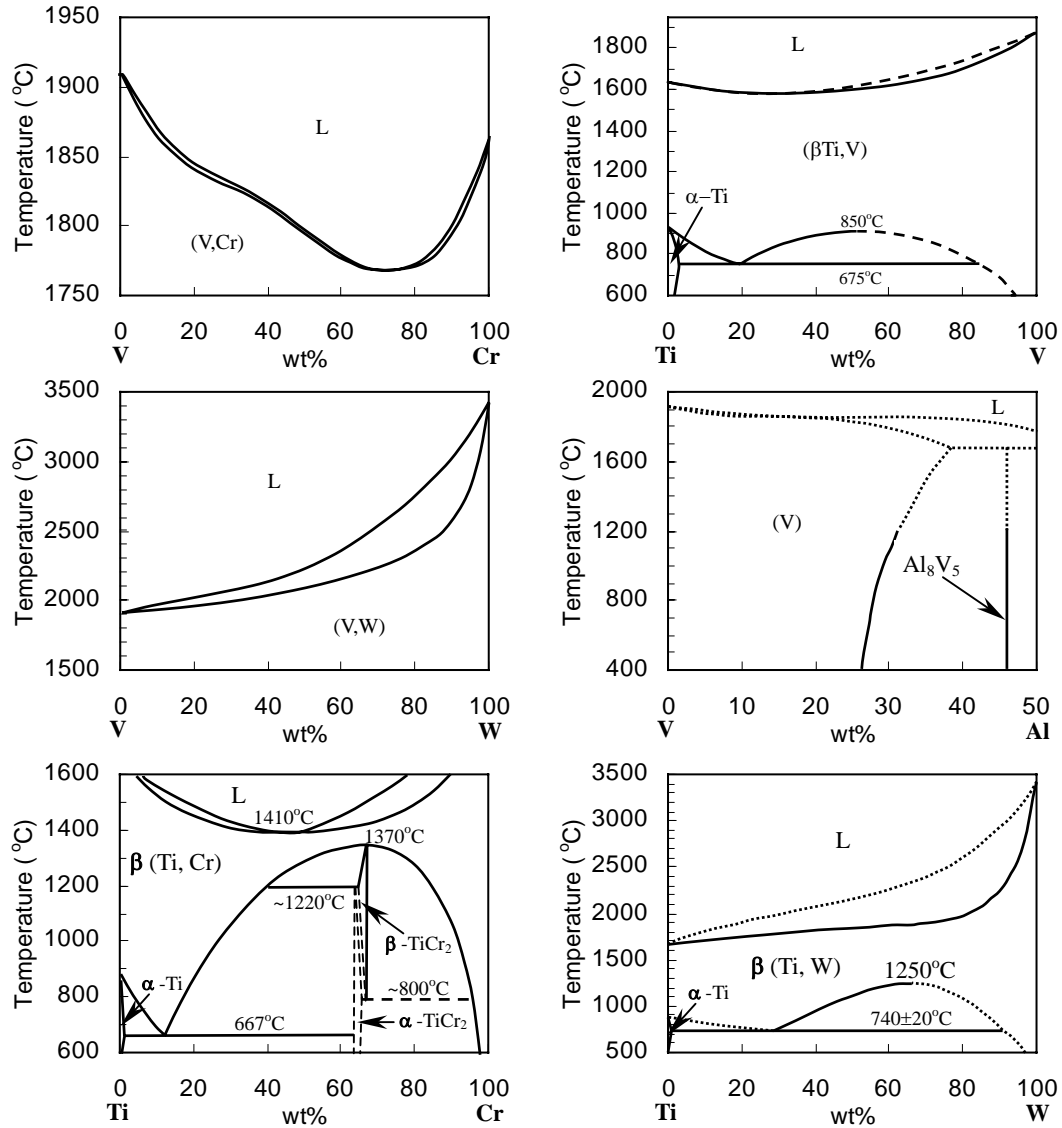 1950
1900
1850
1800
1750
Temperature ( °C)
L
(V,Cr)
0 20 40 60 80 100
V wt% Cr
1800
1600
1400
1200
1000
800
600
Temperature ( °C)
L
(βTi,V)
α–Ti
850°C
675°C
0 20 40 60 80 100
Ti wt% V
3500
3000
2500
2000
1500
Temperature ( °C)
L
(V,W)
0 20 40 60 80 100
V wt% W
2000
1600
1200
800
400
Temperature ( °C)
L
(V)
Al₈V₅
0 10 20 30 40 50
V wt% Al
1600
1400
1200
1000
800
600
Temperature ( °C)
L
1410°C
1370°C
β (Ti, Cr)
~1220°C
β -TiCr₂
α -Ti
~800°C
667°C
α -TiCr₂
0 20 40 60 80 100
Ti wt% Cr
3500
3000
2500
2000
1500
1000
500
Temperature ( °C)
L
β (Ti, W)
1250°C
α -Ti
740±20°C
0 20 40 60 80 100
Ti wt% W